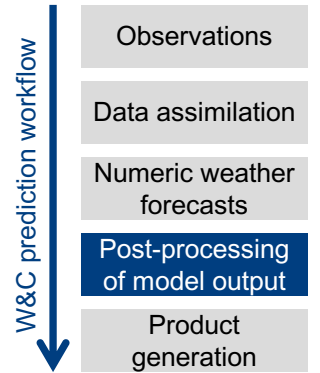 W&C prediction workflow
Observations
Data assimilation
Numeric weather
forecasts
Post-processing
of model output
Product
generation